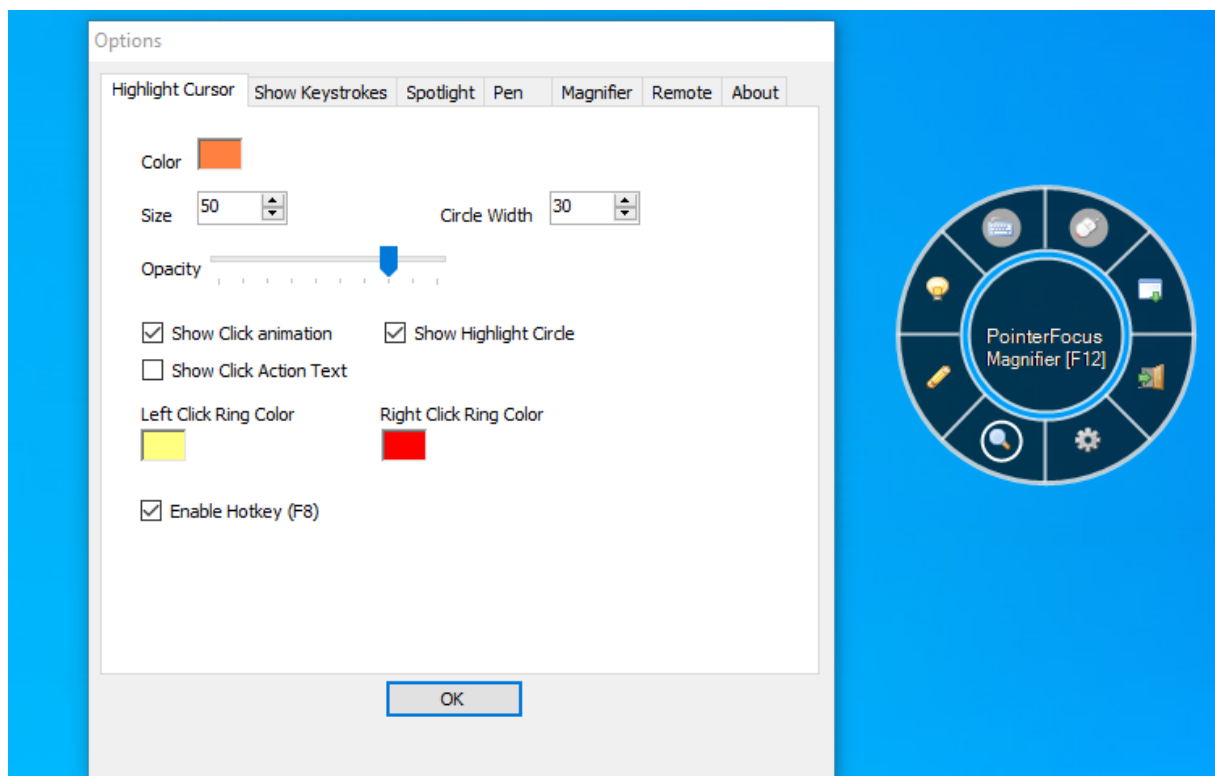 Options
Highlight Cursor Show Keystrokes Spotlight Pen Magnifier Remote About
Color
Size 50 Circle Width 30
Opacity
Show Click animation Show Highlight Circle
Show Click Action Text
Left Click Ring Color Right Click Ring Color
Enable Hotkey (F8)
OK
PointerFocus
Magnifier [F12]